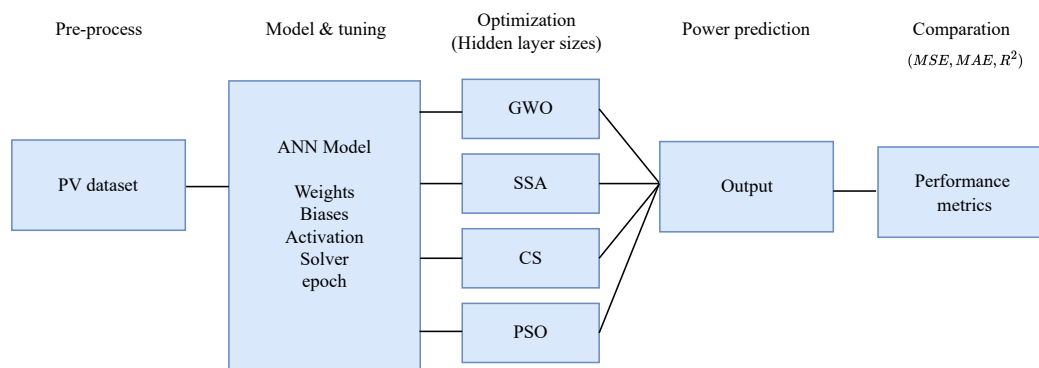 Pre-process
Model & tuning
Optimization
(Hidden layer sizes)
Power prediction
Comparation
(MSE, MAE, R²)
PV dataset
ANN Model
Weights
Biases
Activation
Solver
epoch
GWO
SSA
CS
PSO
Output
Performance
metrics